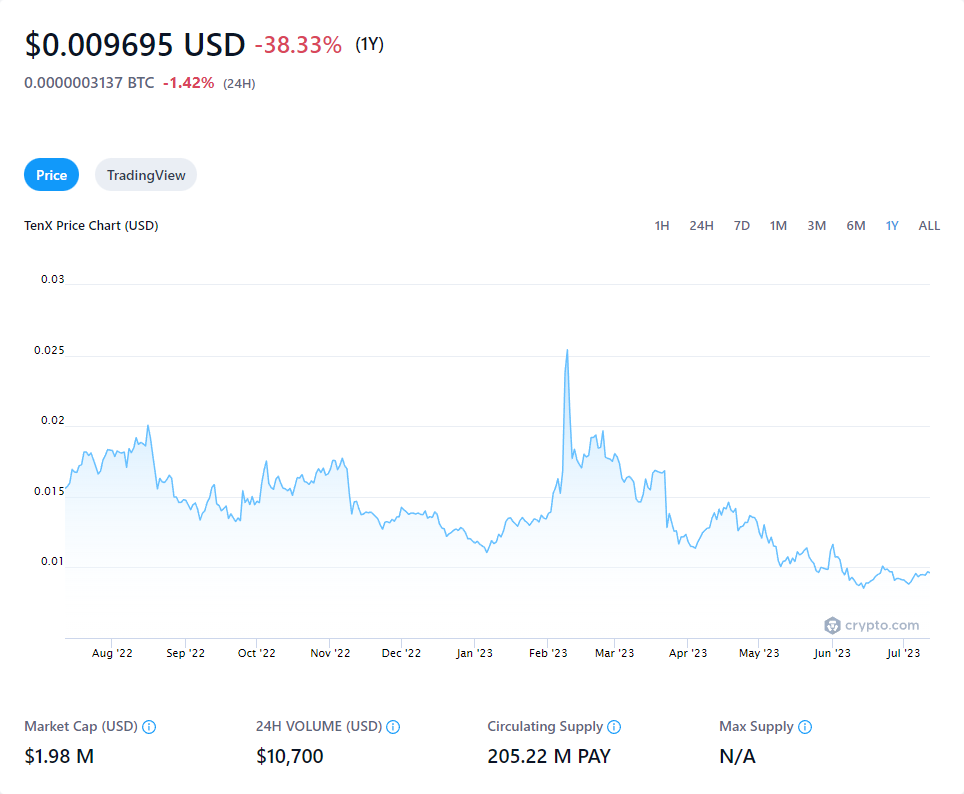 $0.009695 USD -38.33% (1Y)
0.0000003137 BTC -1.42% (24H)
Price TradingView
TenX Price Chart (USD) 1H 24H 7D 1M 3M 6M 1Y ALL
0.03
0.025
0.02
0.015
0.01
crypto.com
Aug '22 Sep '22 Oct '22 Nov '22 Dec '22 Jan '23 Feb '23 Mar '23 Apr '23 May '23 Jun '23 Jul '23
Market Cap (USD) 24H VOLUME (USD) Circulating Supply Max Supply
$1.98 M $10,700 205.22 M PAY N/A